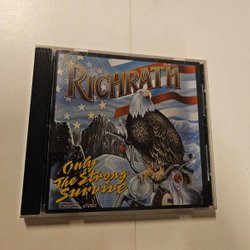 RICHRATH
Only
The Strong
Survive